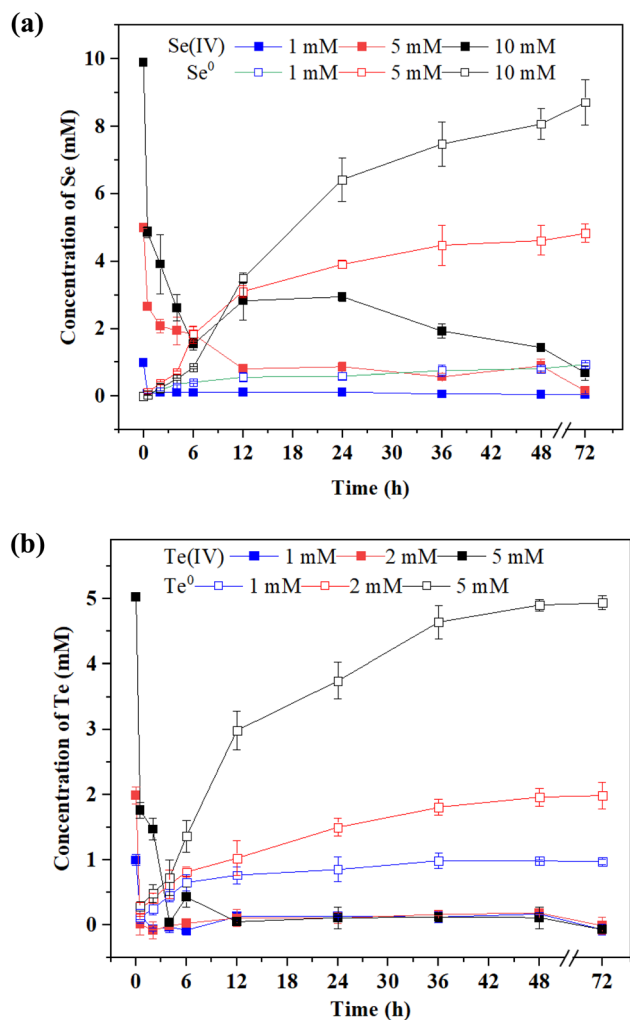 (a)
Se(IV) 1 mM 5 mM 10 mM
Se⁰ 1 mM 5 mM 10 mM
Concentration of Se (mM)
10
8
6
4
2
0
0 6 12 18 24 30 36 42 48 72
Time (h)
(b)
Te(IV) 1 mM 2 mM 5 mM
Te⁰ 1 mM 2 mM 5 mM
Concentration of Te (mM)
5
4
3
2
1
0
0 6 12 18 24 30 36 42 48 72
Time (h)